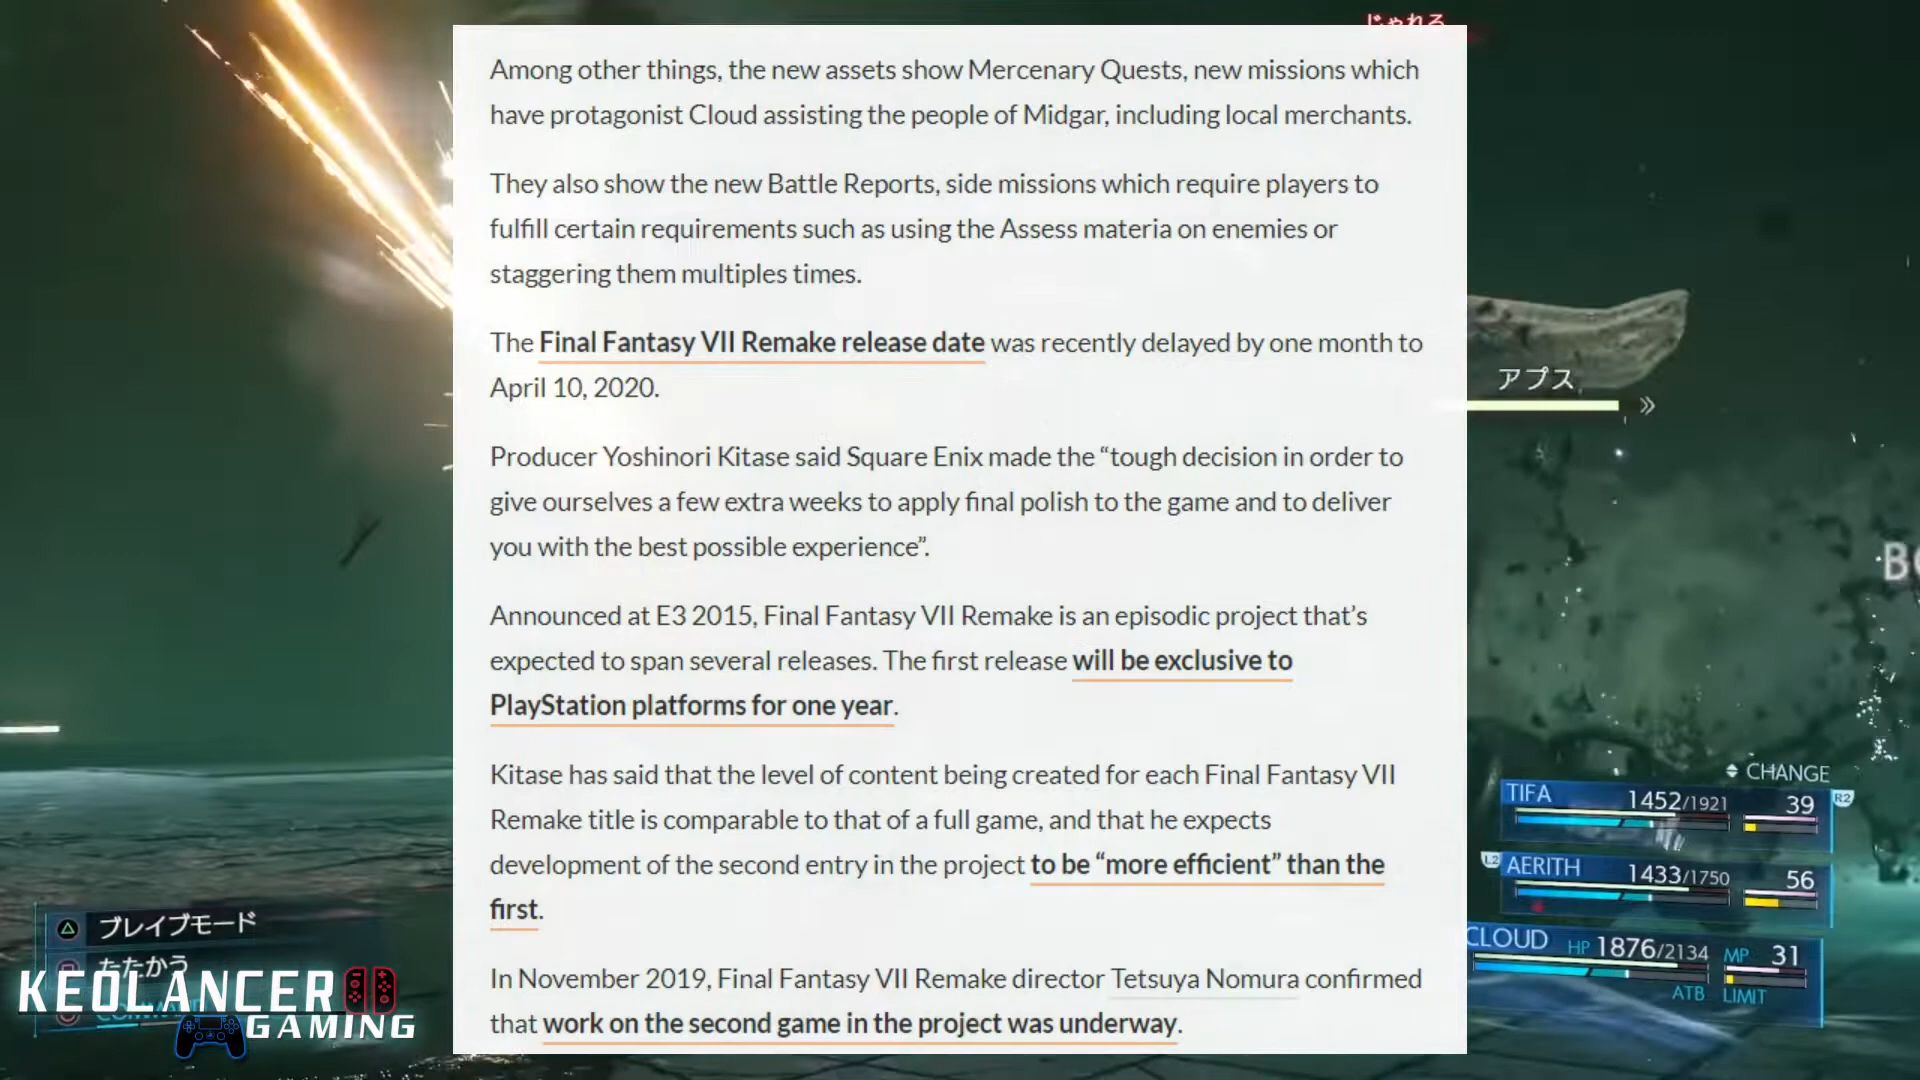 じゃれる
Among other things, the new assets show Mercenary Quests, new missions which
have protagonist Cloud assisting the people of Midgar, including local merchants.
They also show the new Battle Reports, side missions which require players to
fulfill certain requirements such as using the Assess materia on enemies or
staggering them multiples times.
The Final Fantasy VII Remake release date was recently delayed by one month to
April 10, 2020.
アプス
Producer Yoshinori Kitase said Square Enix made the “tough decision in order to
give ourselves a few extra weeks to apply final polish to the game and to deliver
you with the best possible experience”.
Announced at E3 2015, Final Fantasy VII Remake is an episodic project that’s
expected to span several releases. The first release will be exclusive to
PlayStation platforms for one year.
Kitase has said that the level of content being created for each Final Fantasy VII
Remake title is comparable to that of a full game, and that he expects
development of the second entry in the project to be “more efficient” than the
first.
In November 2019, Final Fantasy VII Remake director Tetsuya Nomura confirmed
that work on the second game in the project was underway.
CHANGE
TIFA 1452/1921 39 R2
L2 AERITH 1433/1750 56
CLOUD HP 1876/2134 MP 31
ATB LIMIT
ブレイブモード
たたかう
KEOLANCER
GAMING